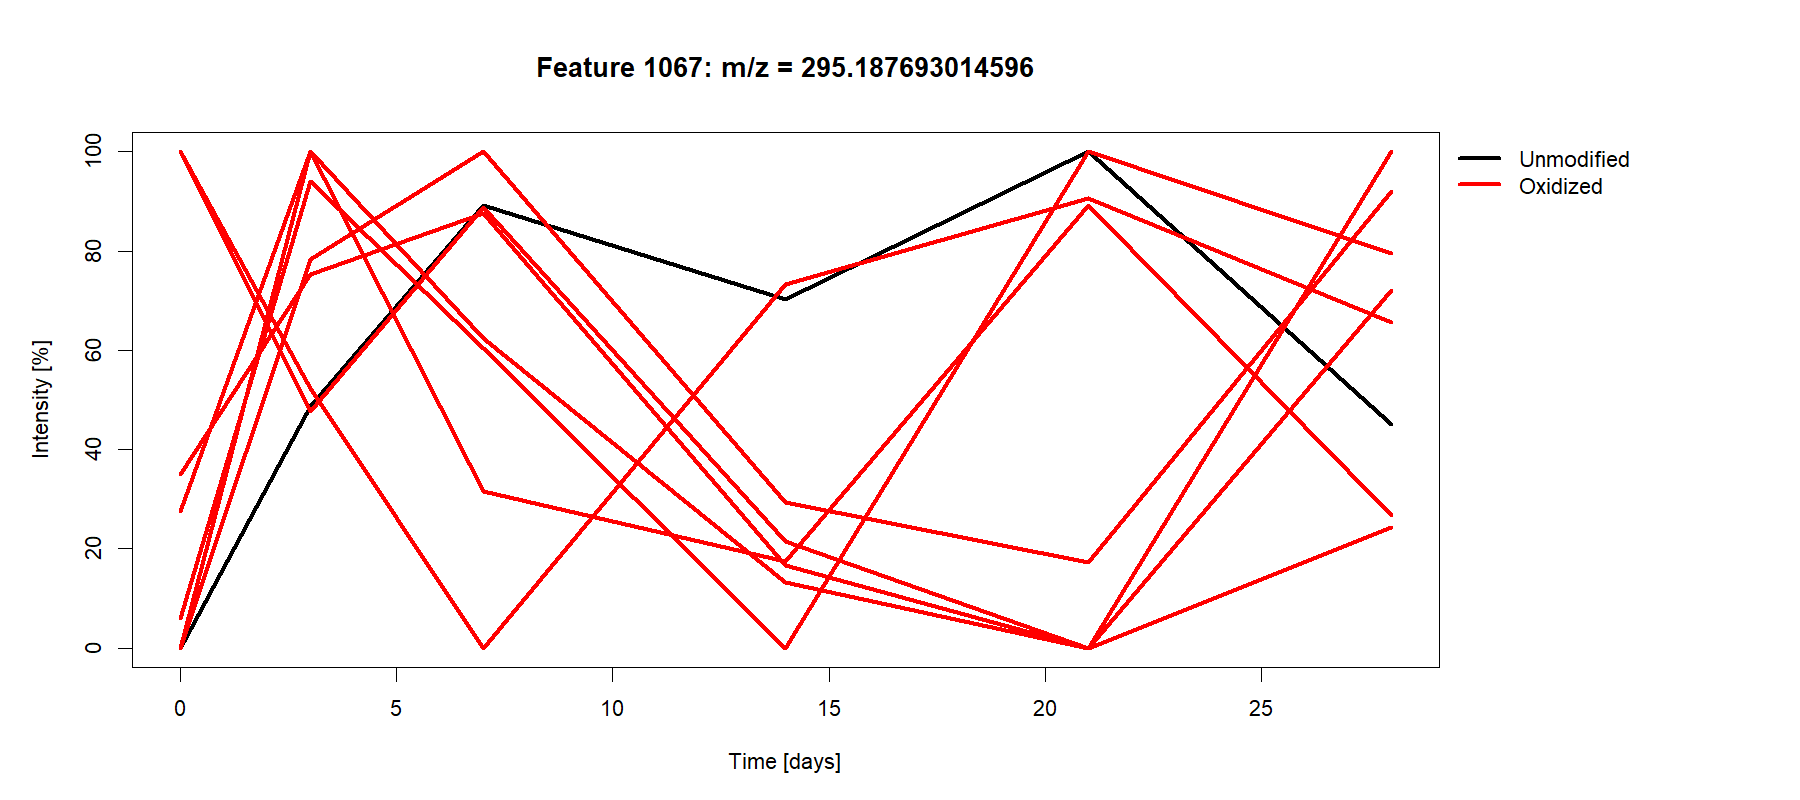 Feature 1067: m/z = 295.187693014596
Unmodified
Oxidized
Intensity [%]
100
80
60
40
20
0
0 5 10 15 20 25
Time [days]